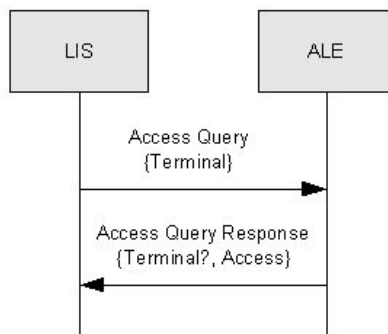 LIS
ALE
Access Query
{Terminal}
Access Query Response
{Terminal?, Access}